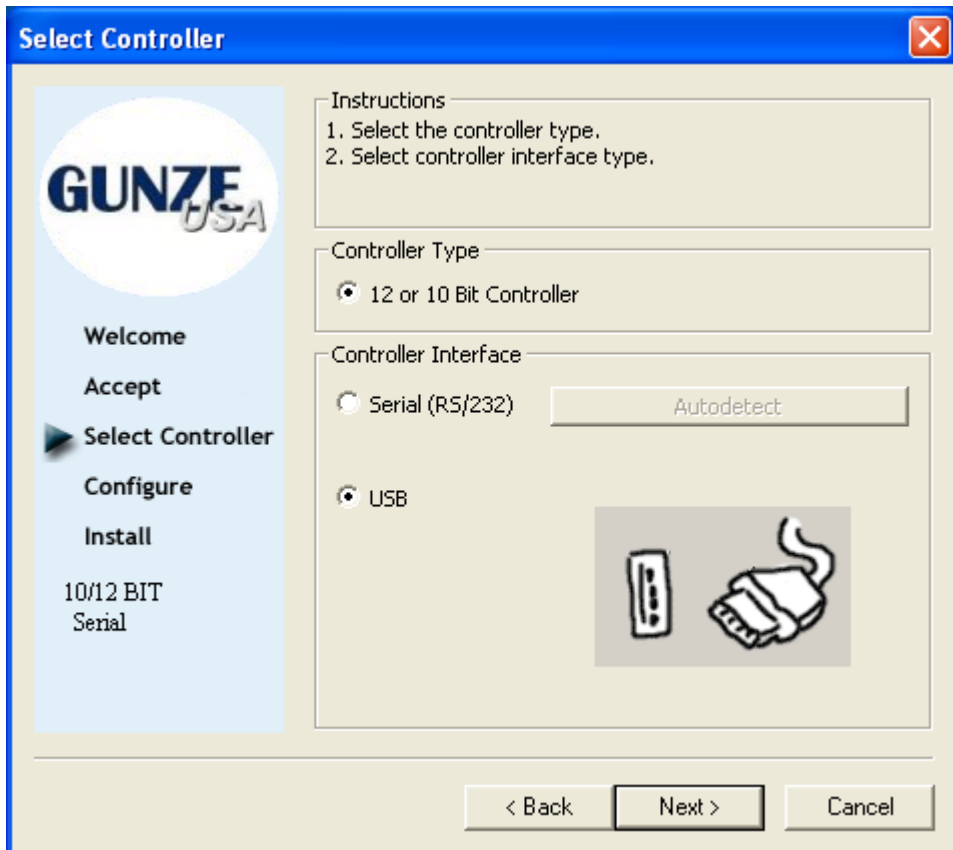 Select Controller
GUNZE
USA
Welcome
Accept
Select Controller
Configure
Install
10/12 BIT
Serial
Instructions
1. Select the controller type.
2. Select controller interface type.
Controller Type
12 or 10 Bit Controller
Controller Interface
Serial (RS/232)
Autodetect
USB
< Back
Next >
Cancel